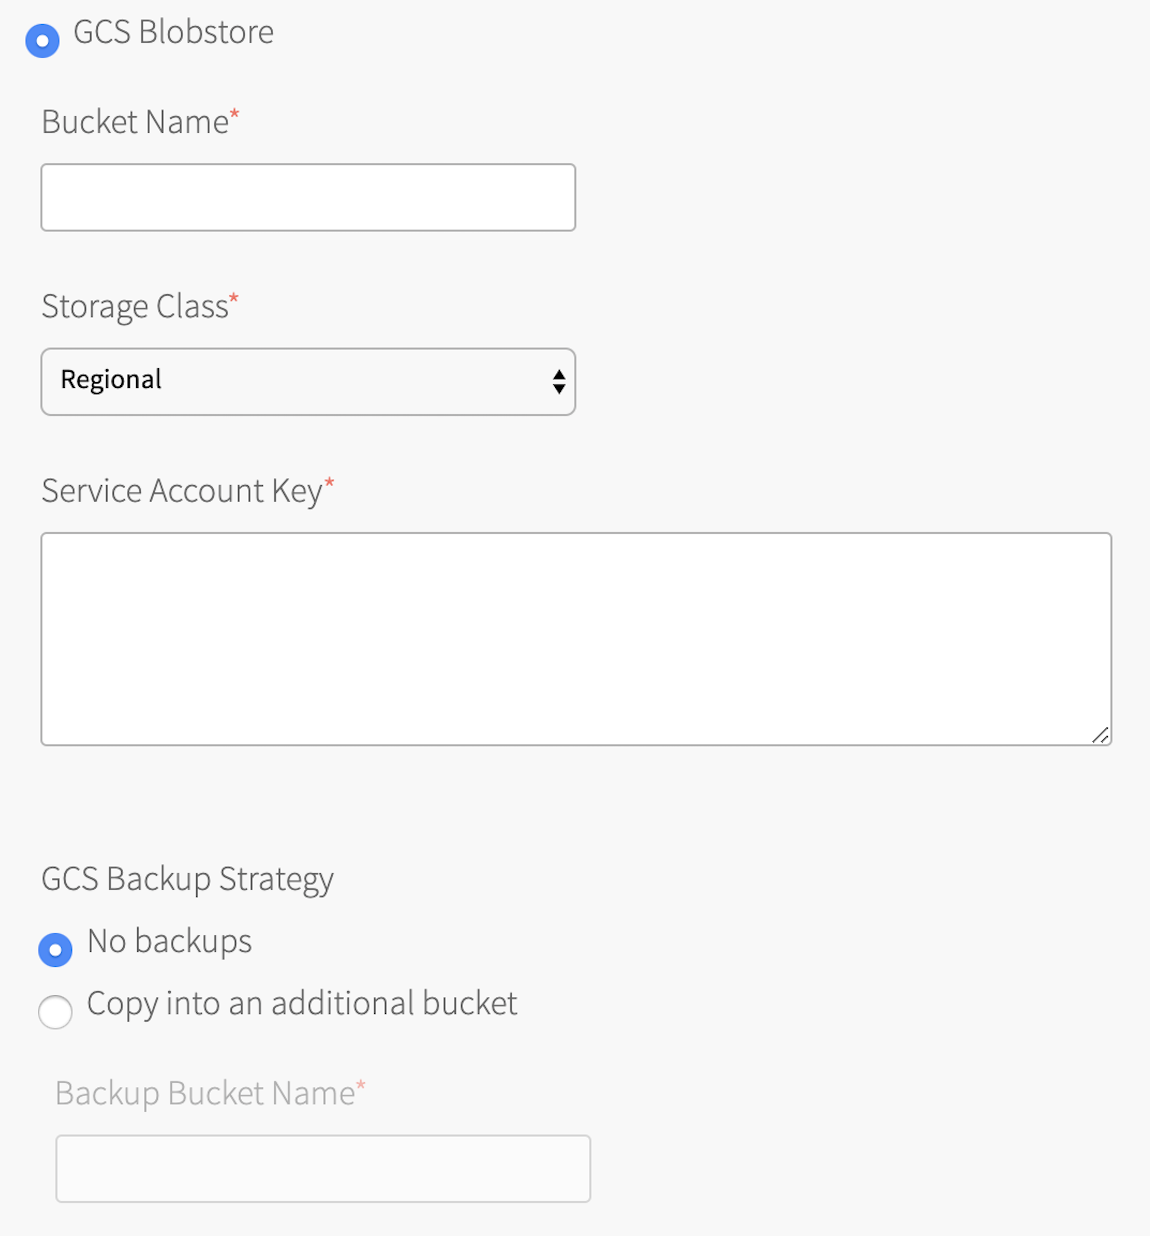 GCS Blobstore
Bucket Name*
Storage Class*
Regional
Service Account Key*
GCS Backup Strategy
No backups
Copy into an additional bucket
Backup Bucket Name*